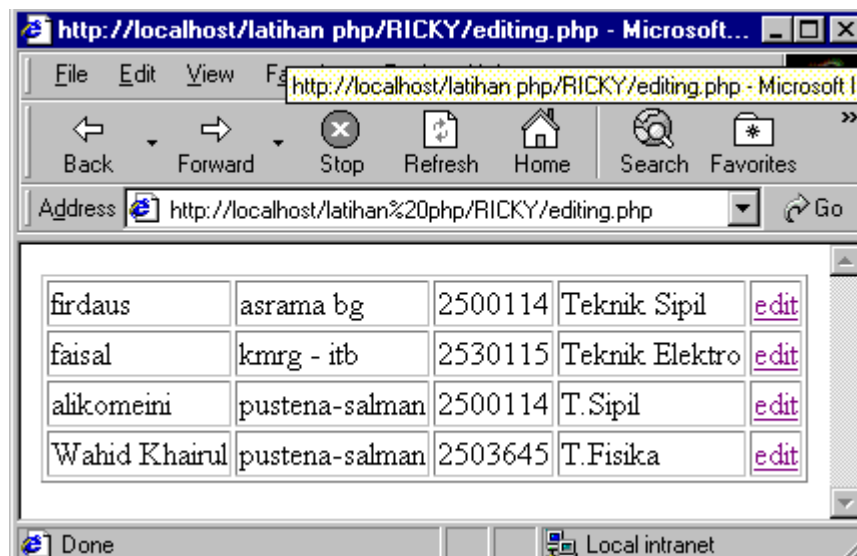 http://localhost/latihan php/RICKY/editing.php - Microsoft...
File Edit View
http://localhost/latihan php/RICKY/editing.php - Microsoft I
Back Forward Stop Refresh Home Search Favorites »
Address http://localhost/latihan%20php/RICKY/editing.php Go
firdaus asrama bg 2500114 Teknik Sipil edit
faisal kmrg - itb 2530115 Teknik Elektro edit
alikomeini pustena-salman 2500114 T.Sipil edit
Wahid Khairul pustena-salman 2503645 T.Fisika edit
Done Local intranet